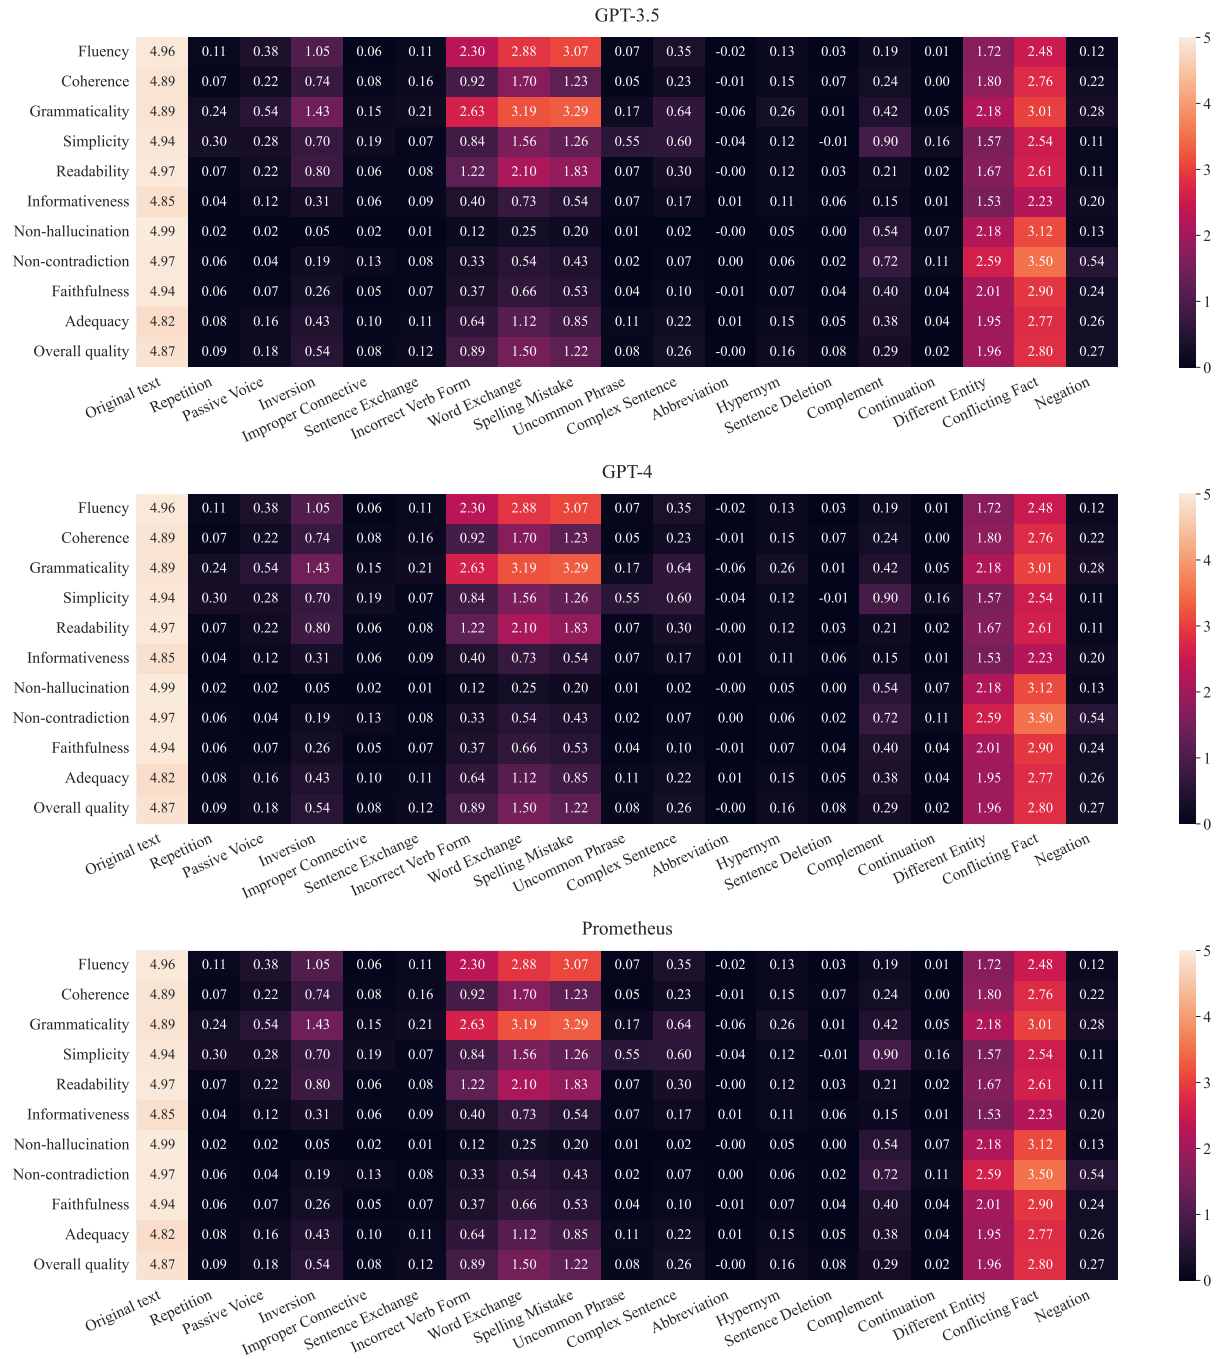 GPT-3.5
Fluency 4.96 0.11 0.38 1.05 0.06 0.11 2.30 2.88 3.07 0.07 0.35 -0.02 0.13 0.03 0.19 0.01 1.72 2.48 0.12
Coherence 4.89 0.07 0.22 0.74 0.08 0.16 0.92 1.70 1.23 0.05 0.23 -0.01 0.15 0.07 0.24 0.00 1.80 2.76 0.22
Grammaticality 4.89 0.24 0.54 1.43 0.15 0.21 2.63 3.19 3.29 0.17 0.64 -0.06 0.26 0.01 0.42 0.05 2.18 3.01 0.28
Simplicity 4.94 0.30 0.28 0.70 0.19 0.07 0.84 1.56 1.26 0.55 0.60 -0.04 0.12 -0.01 0.90 0.16 1.57 2.54 0.11
Readability 4.97 0.07 0.22 0.80 0.06 0.08 1.22 2.10 1.83 0.07 0.30 -0.00 0.12 0.03 0.21 0.02 1.67 2.61 0.11
Informativeness 4.85 0.04 0.12 0.31 0.06 0.09 0.40 0.73 0.54 0.07 0.17 0.01 0.11 0.06 0.15 0.01 1.53 2.23 0.20
Non-hallucination 4.99 0.02 0.02 0.05 0.02 0.01 0.12 0.25 0.20 0.01 0.02 -0.00 0.05 0.00 0.54 0.07 2.18 3.12 0.13
Non-contradiction 4.97 0.06 0.04 0.19 0.13 0.08 0.33 0.54 0.43 0.02 0.07 0.00 0.06 0.02 0.72 0.11 2.59 3.50 0.54
Faithfulness 4.94 0.06 0.07 0.26 0.05 0.07 0.37 0.66 0.53 0.04 0.10 -0.01 0.07 0.04 0.40 0.04 2.01 2.90 0.24
Adequacy 4.82 0.08 0.16 0.43 0.10 0.11 0.64 1.12 0.85 0.11 0.22 0.01 0.15 0.05 0.38 0.04 1.95 2.77 0.26
Overall quality 4.87 0.09 0.18 0.54 0.08 0.12 0.89 1.50 1.22 0.08 0.26 -0.00 0.16 0.08 0.29 0.02 1.96 2.80 0.27
Original text Repetition Passive Voice Inversion Improper Connective Sentence Exchange Incorrect Verb Form Word Exchange Spelling Mistake Uncommon Phrase Complex Sentence Abbreviation Hypernym Sentence Deletion Complement Continuation Different Entity Conflicting Fact Negation
5
4
3
2
1
0
GPT-4
Fluency 4.96 0.11 0.38 1.05 0.06 0.11 2.30 2.88 3.07 0.07 0.35 -0.02 0.13 0.03 0.19 0.01 1.72 2.48 0.12
Coherence 4.89 0.07 0.22 0.74 0.08 0.16 0.92 1.70 1.23 0.05 0.23 -0.01 0.15 0.07 0.24 0.00 1.80 2.76 0.22
Grammaticality 4.89 0.24 0.54 1.43 0.15 0.21 2.63 3.19 3.29 0.17 0.64 -0.06 0.26 0.01 0.42 0.05 2.18 3.01 0.28
Simplicity 4.94 0.30 0.28 0.70 0.19 0.07 0.84 1.56 1.26 0.55 0.60 -0.04 0.12 -0.01 0.90 0.16 1.57 2.54 0.11
Readability 4.97 0.07 0.22 0.80 0.06 0.08 1.22 2.10 1.83 0.07 0.30 -0.00 0.12 0.03 0.21 0.02 1.67 2.61 0.11
Informativeness 4.85 0.04 0.12 0.31 0.06 0.09 0.40 0.73 0.54 0.07 0.17 0.01 0.11 0.06 0.15 0.01 1.53 2.23 0.20
Non-hallucination 4.99 0.02 0.02 0.05 0.02 0.01 0.12 0.25 0.20 0.01 0.02 -0.00 0.05 0.00 0.54 0.07 2.18 3.12 0.13
Non-contradiction 4.97 0.06 0.04 0.19 0.13 0.08 0.33 0.54 0.43 0.02 0.07 0.00 0.06 0.02 0.72 0.11 2.59 3.50 0.54
Faithfulness 4.94 0.06 0.07 0.26 0.05 0.07 0.37 0.66 0.53 0.04 0.10 -0.01 0.07 0.04 0.40 0.04 2.01 2.90 0.24
Adequacy 4.82 0.08 0.16 0.43 0.10 0.11 0.64 1.12 0.85 0.11 0.22 0.01 0.15 0.05 0.38 0.04 1.95 2.77 0.26
Overall quality 4.87 0.09 0.18 0.54 0.08 0.12 0.89 1.50 1.22 0.08 0.26 -0.00 0.16 0.08 0.29 0.02 1.96 2.80 0.27
Original text Repetition Passive Voice Inversion Improper Connective Sentence Exchange Incorrect Verb Form Word Exchange Spelling Mistake Uncommon Phrase Complex Sentence Abbreviation Hypernym Sentence Deletion Complement Continuation Different Entity Conflicting Fact Negation
5
4
3
2
1
0
Prometheus
Fluency 4.96 0.11 0.38 1.05 0.06 0.11 2.30 2.88 3.07 0.07 0.35 -0.02 0.13 0.03 0.19 0.01 1.72 2.48 0.12
Coherence 4.89 0.07 0.22 0.74 0.08 0.16 0.92 1.70 1.23 0.05 0.23 -0.01 0.15 0.07 0.24 0.00 1.80 2.76 0.22
Grammaticality 4.89 0.24 0.54 1.43 0.15 0.21 2.63 3.19 3.29 0.17 0.64 -0.06 0.26 0.01 0.42 0.05 2.18 3.01 0.28
Simplicity 4.94 0.30 0.28 0.70 0.19 0.07 0.84 1.56 1.26 0.55 0.60 -0.04 0.12 -0.01 0.90 0.16 1.57 2.54 0.11
Readability 4.97 0.07 0.22 0.80 0.06 0.08 1.22 2.10 1.83 0.07 0.30 -0.00 0.12 0.03 0.21 0.02 1.67 2.61 0.11
Informativeness 4.85 0.04 0.12 0.31 0.06 0.09 0.40 0.73 0.54 0.07 0.17 0.01 0.11 0.06 0.15 0.01 1.53 2.23 0.20
Non-hallucination 4.99 0.02 0.02 0.05 0.02 0.01 0.12 0.25 0.20 0.01 0.02 -0.00 0.05 0.00 0.54 0.07 2.18 3.12 0.13
Non-contradiction 4.97 0.06 0.04 0.19 0.13 0.08 0.33 0.54 0.43 0.02 0.07 0.00 0.06 0.02 0.72 0.11 2.59 3.50 0.54
Faithfulness 4.94 0.06 0.07 0.26 0.05 0.07 0.37 0.66 0.53 0.04 0.10 -0.01 0.07 0.04 0.40 0.04 2.01 2.90 0.24
Adequacy 4.82 0.08 0.16 0.43 0.10 0.11 0.64 1.12 0.85 0.11 0.22 0.01 0.15 0.05 0.38 0.04 1.95 2.77 0.26
Overall quality 4.87 0.09 0.18 0.54 0.08 0.12 0.89 1.50 1.22 0.08 0.26 -0.00 0.16 0.08 0.29 0.02 1.96 2.80 0.27
Original text Repetition Passive Voice Inversion Improper Connective Sentence Exchange Incorrect Verb Form Word Exchange Spelling Mistake Uncommon Phrase Complex Sentence Abbreviation Hypernym Sentence Deletion Complement Continuation Different Entity Conflicting Fact Negation
5
4
3
2
1
0